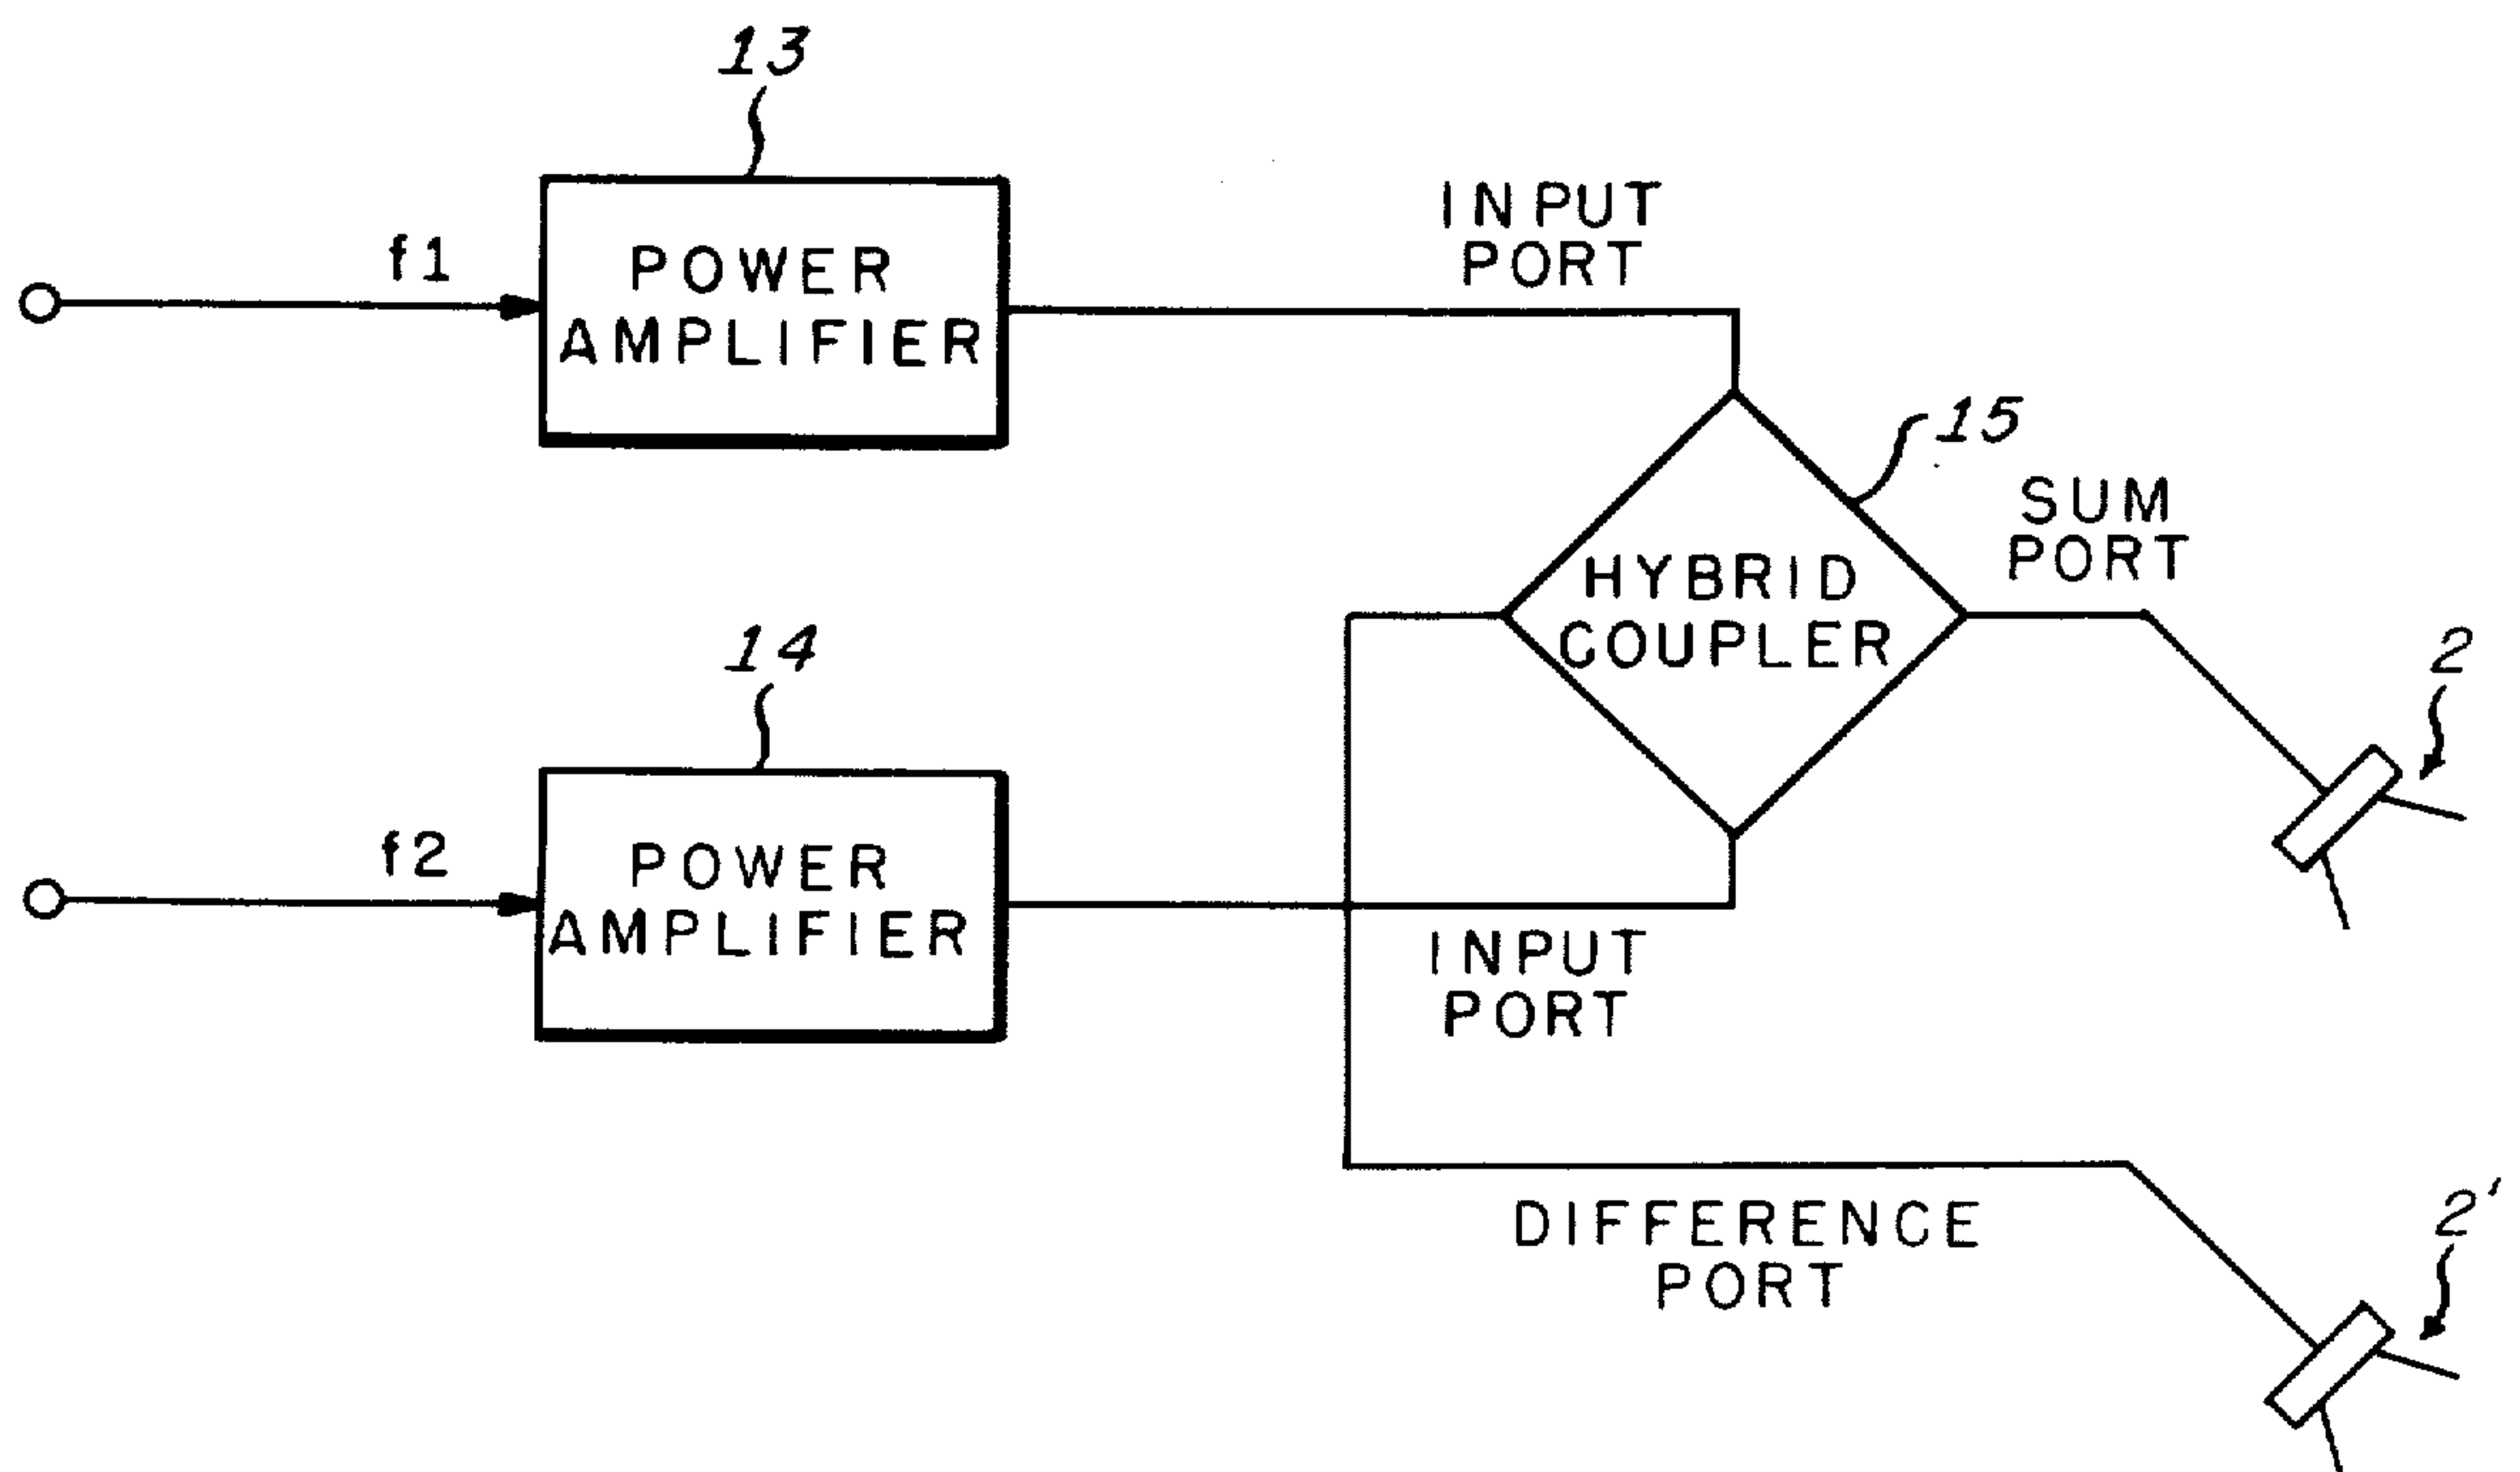 13
f1
POWER
AMPLIFIER
INPUT
PORT
15
HYBRID
COUPLER
SUM
PORT
2
14
f2
POWER
AMPLIFIER
INPUT
PORT
DIFFERENCE
PORT
2'